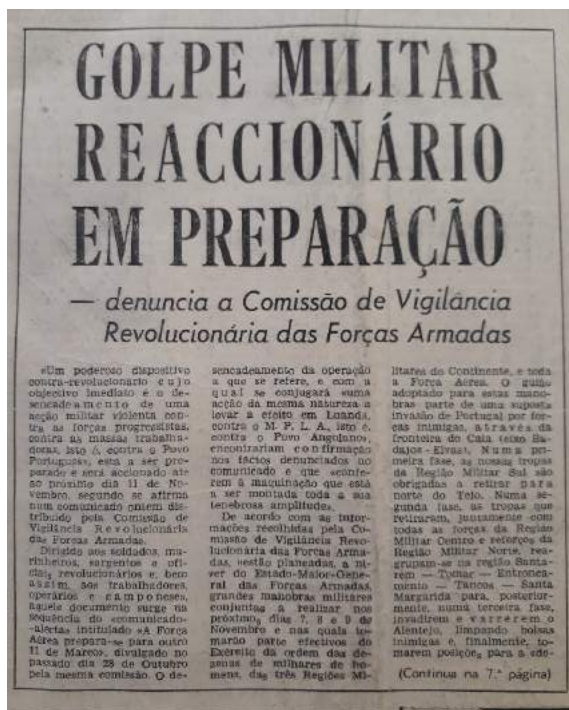 GOLPE MILITAR
REACCIONÁRIO
EM PREPARAÇÃO
— denuncia a Comissão de Vigilância
Revolucionária das Forças Armadas
«Um poderoso dispositivo
contra-revolucionário cujo
objectivo imediato é o de-
sencadeamento de uma
acção militar violenta con-
tra as forças progressistas,
contra as massas trabalha-
doras, isto é, contra o Povo
Português», está a ser pre-
parado e será accionado até
ao próximo dia 11 de No-
vembro, segundo se afirma
num comunicado ontem dis-
tribuído pela Comissão de
Vigilância Revolucionária
das Forças Armadas.
Dirigido aos soldados, ma-
rinheiros, sargentos e ofi-
ciais revolucionários e, bem
assim, aos trabalhadores,
operários e camponeses,
aquele documento surge na
sequência do «comunicado-
-alerta» intitulado «A Força
Aérea prepara-se para outro
11 de Março», divulgado no
passado dia 28 de Outubro
pela mesma comissão. O de-
sencadeamento da operação
a que se refere, e com a
qual se conjugará «uma
acção da mesma natureza a
levar a efeito em Luanda,
contra o M. P. L. A., isto é,
contra o Povo Angolano»,
encontrariam confirmação
nos factos denunciados no
comunicado e que «confe-
rem à maquinação que está
a ser montada toda a sua
tenebrosa amplitude».
De acordo com as infor-
mações recolhidas pela Co-
missão de Vigilância Revo-
lucionária das Forças Arma-
das, «estão planeadas, a ní-
vel do Estado-Maior-Gene-
ral das Forças Armadas,
grandes manobras militares
conjuntas a realizar nos
próximos dias 7, 8 e 9 de
Novembro e nas quais to-
marão parte efectivos do
Exército da ordem das de-
zenas de milhares de ho-
mens, das três Regiões Mi-
litares do Continente, e toda
a Força Aérea. O guião
adoptado para estas mano-
bras parte de uma suposta
invasão de Portugal por for-
ças inimigas, através da
fronteira do Caia (eixo Ba-
dajos-Elvas). Numa pri-
meira fase, as nossas tropas
da Região Militar Sul são
obrigadas a retirar para
norte do Tejo. Numa se-
gunda fase, as tropas que
retiraram, juntamente com
todas as forças da Região
Militar Centro e reforços da
Região Militar Norte, rea-
grupam-se na região Santa-
rém — Tomar — Entronca-
mento — Tancos — Santa
Margarida para, posterior-
mente, numa terceira fase,
invadirem e varrerem o
Alentejo, limpando bolsas
inimigas e, finalmente, to-
marem posições para a «de-
(Continua na 7.ª página)